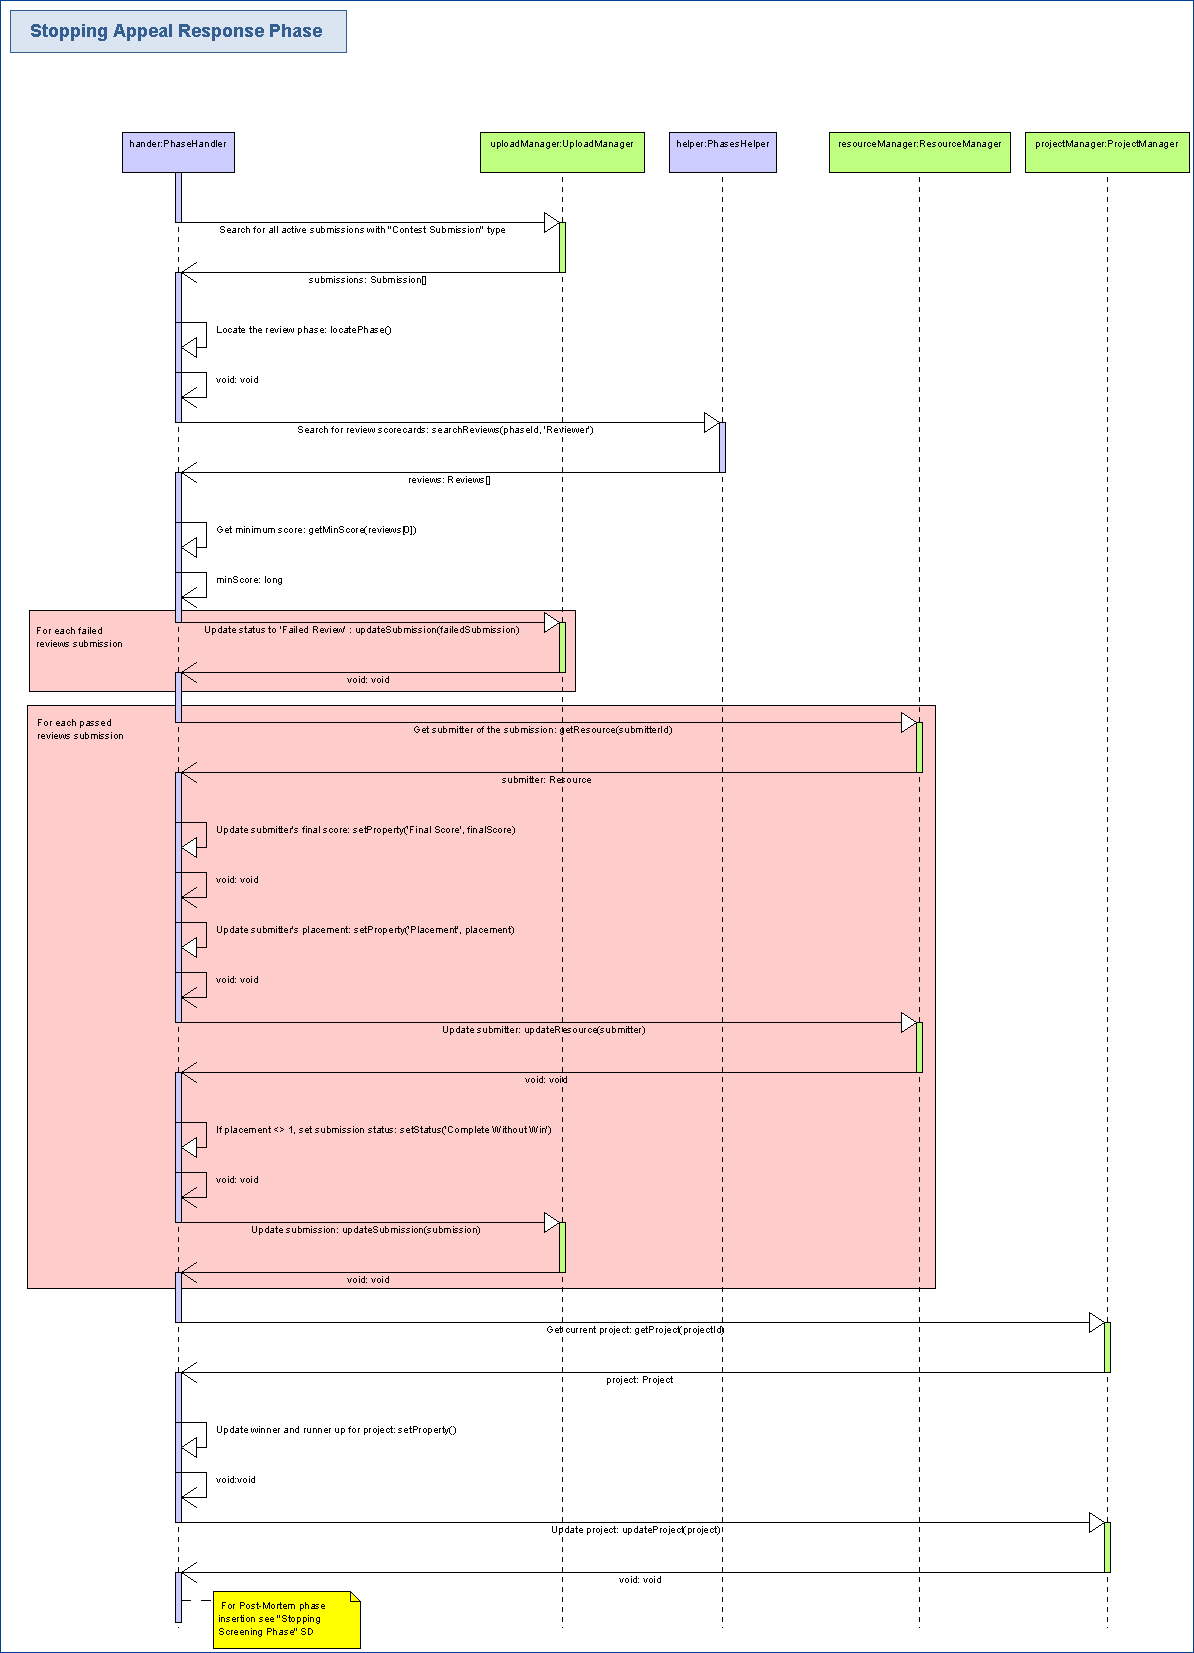 Stopping Appeal Response Phase
hander:PhaseHandler
uploadManager:UploadManager
helper:PhasesHelper
resourceManager:ResourceManager
projectManager:ProjectManager
Search for all active submissions with "Contest Submission" type
submissions: Submission[]
Locate the review phase: locatePhase()
void: void
Search for review scorecards: searchReviews(phaseId, 'Reviewer')
reviews: Reviews[]
Get minimum score: getMinScore(reviews[0])
minScore: long
For each failed
reviews submission
Update status to 'Failed Review' : updateSubmission(failedSubmission)
void: void
For each passed
reviews submission
Get submitter of the submission: getResource(submitterId)
submitter: Resource
Update submitter's final score: setProperty('Final Score', finalScore)
void: void
Update submitter's placement: setProperty('Placement', placement)
void: void
Update submitter: updateResource(submitter)
void: void
If placement <> 1, set submission status: setStatus('Complete Without Win')
void: void
Update submission: updateSubmission(submission)
void: void
Get current project: getProject(projectId)
project: Project
Update winner and runner up for project: setProperty()
void:void
Update project: updateProject(project)
void: void
For Post-Mortem phase
insertion see "Stopping
Screening Phase" SD